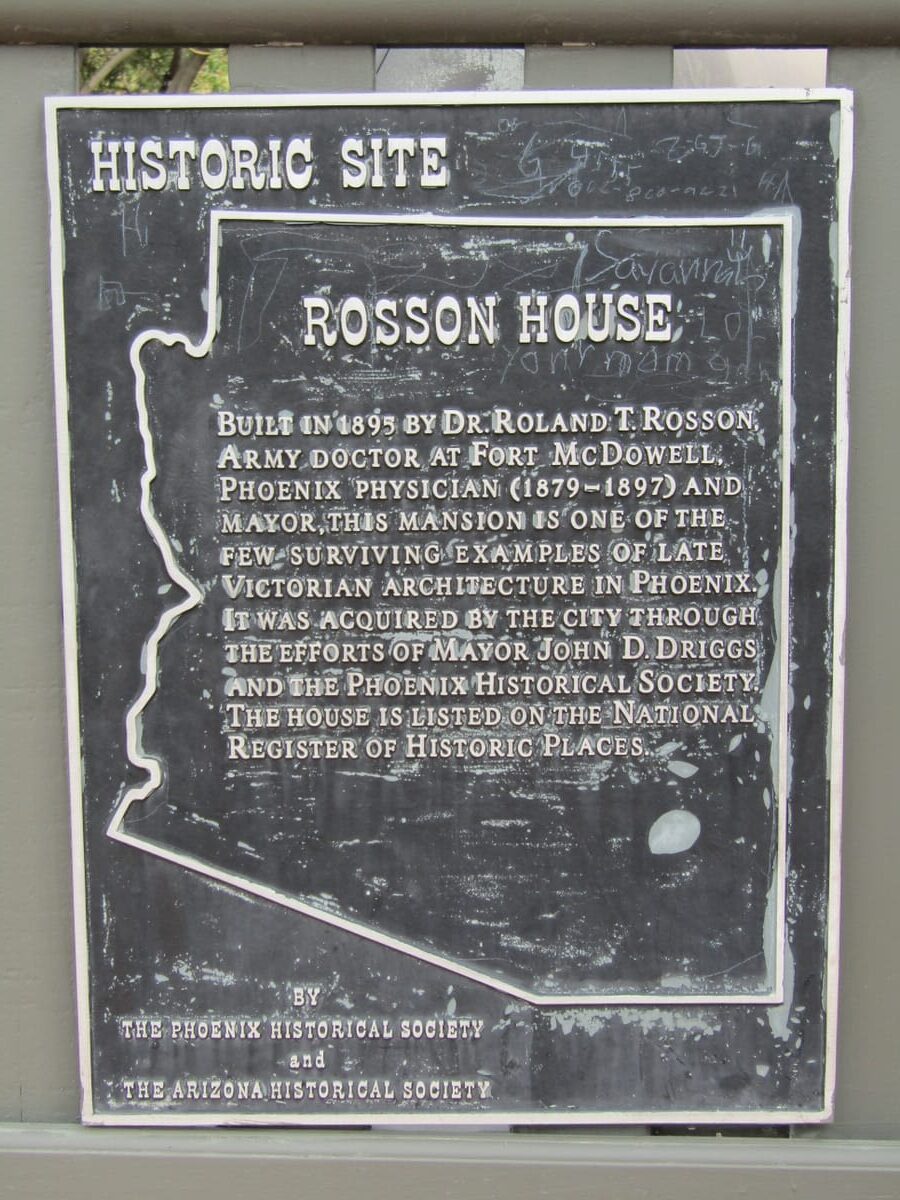 HISTORIC SITE
Savannah
ROSSON HOUSE
your mom
BUILT IN 1895 BY DR. ROLAND T. ROSSON,
ARMY DOCTOR AT FORT MCDOWELL,
PHOENIX PHYSICIAN (1879-1897) AND
MAYOR, THIS MANSION IS ONE OF THE
FEW SURVIVING EXAMPLES OF LATE
VICTORIAN ARCHITECTURE IN PHOENIX.
IT WAS ACQUIRED BY THE CITY THROUGH
THE EFFORTS OF MAYOR JOHN D. DRIGGS
AND THE PHOENIX HISTORICAL SOCIETY.
THE HOUSE IS LISTED ON THE NATIONAL
REGISTER OF HISTORIC PLACES.
BY
THE PHOENIX HISTORICAL SOCIETY
and
THE ARIZONA HISTORICAL SOCIETY